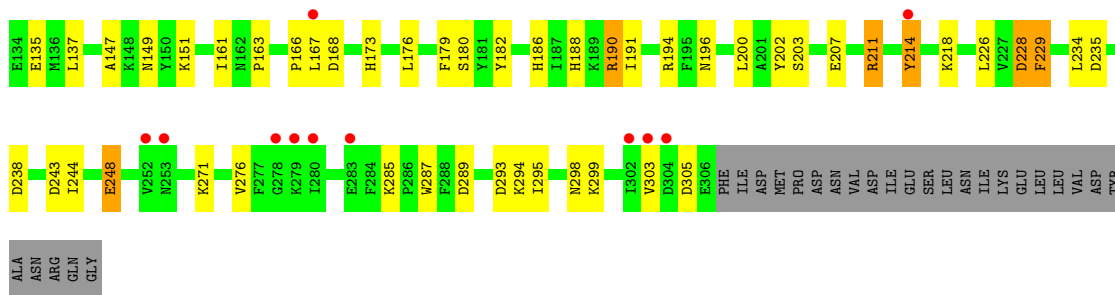 E134 E135 M136 L137 A147 K148 N149 Y150 K151 I161 N162 P163 P166 L167 D168 H173 L176 F179 S180 Y181 Y182 H186 I187 H188 K189 R190 I191 R194 F195 N196 L200 A201 Y202 S203 E207 R211 Y214 K218 L226 V227 D228 F229 L234 D235
D238 D243 I244 E248 V252 N253 K271 V276 F277 G278 K279 I280 E283 F284 K285 P286 W287 F288 D289 D293 K294 I295 N298 K299 I302 V303 D304 D305 E306 PHE ILE ASP MET PRO ASP ASN VAL ASP ILE GLU SER LEU ASN ILE LYS GLU LEU LEU VAL ASP TYR
ALA ASN ARG GLN GLY